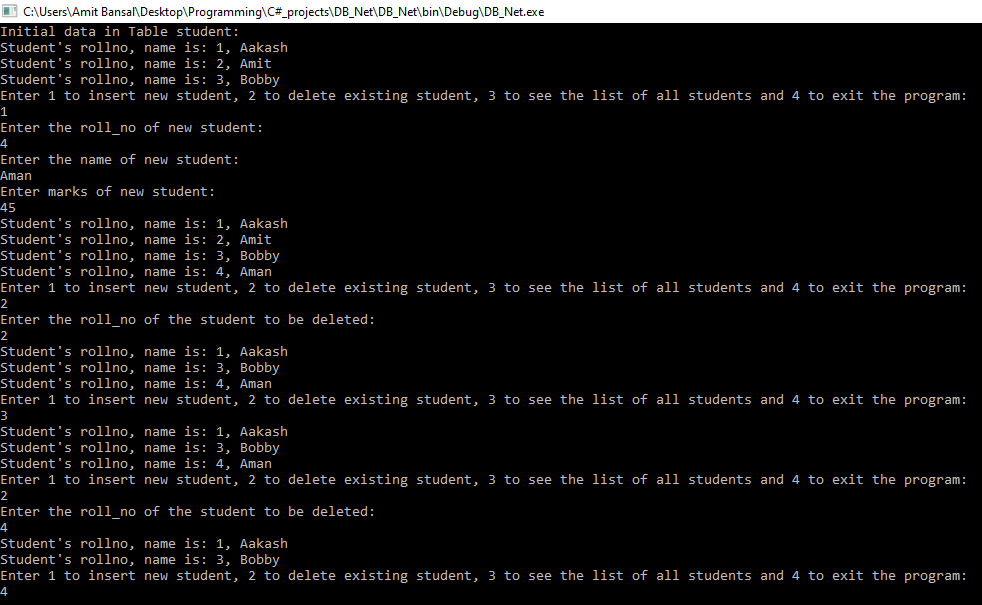 C:\Users\Amit Bansal\Desktop\Programming\C#_projects\DB_Net\DB_Net\bin\Debug\DB_Net.exe
Initial data in Table student:
Student's rollno, name is: 1, Aakash
Student's rollno, name is: 2, Amit
Student's rollno, name is: 3, Bobby
Enter 1 to insert new student, 2 to delete existing student, 3 to see the list of all students and 4 to exit the program:
1
Enter the roll_no of new student:
4
Enter the name of new student:
Aman
Enter marks of new student:
45
Student's rollno, name is: 1, Aakash
Student's rollno, name is: 2, Amit
Student's rollno, name is: 3, Bobby
Student's rollno, name is: 4, Aman
Enter 1 to insert new student, 2 to delete existing student, 3 to see the list of all students and 4 to exit the program:
2
Enter the roll_no of the student to be deleted:
2
Student's rollno, name is: 1, Aakash
Student's rollno, name is: 3, Bobby
Student's rollno, name is: 4, Aman
Enter 1 to insert new student, 2 to delete existing student, 3 to see the list of all students and 4 to exit the program:
3
Student's rollno, name is: 1, Aakash
Student's rollno, name is: 3, Bobby
Student's rollno, name is: 4, Aman
Enter 1 to insert new student, 2 to delete existing student, 3 to see the list of all students and 4 to exit the program:
2
Enter the roll_no of the student to be deleted:
4
Student's rollno, name is: 1, Aakash
Student's rollno, name is: 3, Bobby
Enter 1 to insert new student, 2 to delete existing student, 3 to see the list of all students and 4 to exit the program:
4